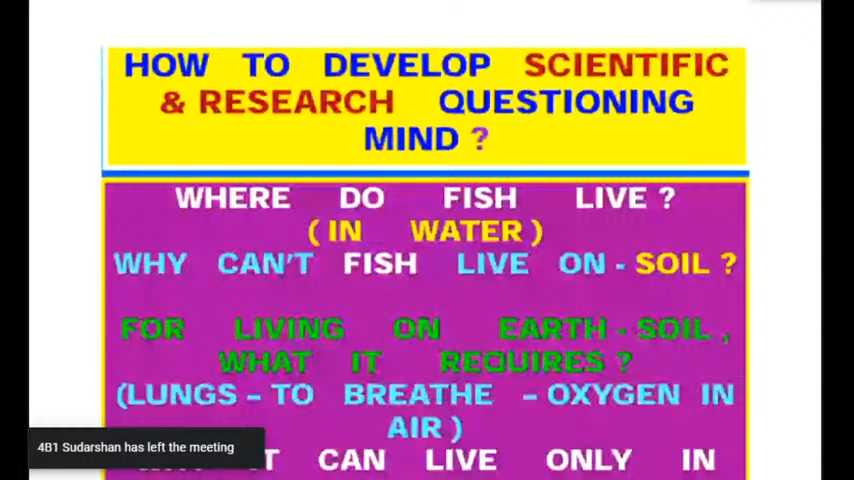 HOW TO DEVELOP SCIENTIFIC
& RESEARCH QUESTIONING
MIND ?
WHERE DO FISH LIVE ?
( IN WATER )
WHY CAN'T FISH LIVE ON - SOIL ?
FOR LIVING ON EARTH - SOIL ,
WHAT IT REQUIRES ?
(LUNGS – TO BREATHE – OXYGEN IN
AIR )
IT CAN LIVE ONLY IN
4B1 Sudarshan has left the meeting